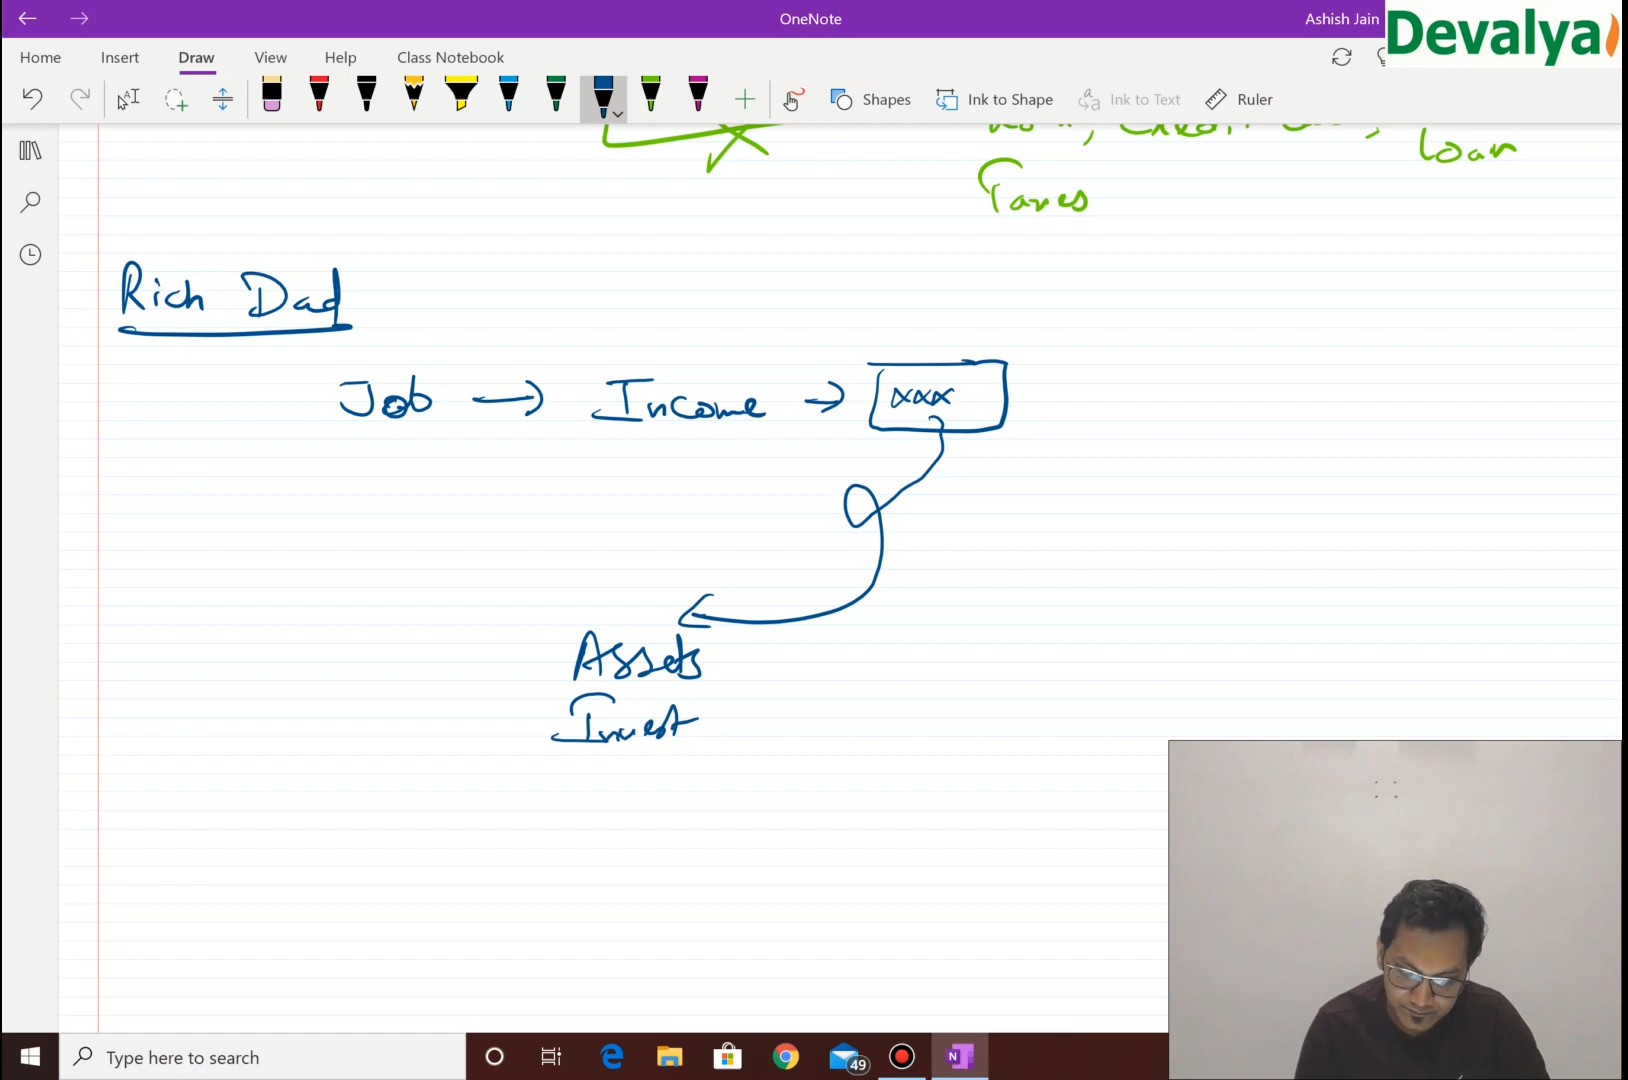 OneNote
Ashish Jain
Devalya
Home Insert Draw View Help Class Notebook
Shapes Ink to Shape Ink to Text Ruler
Loan
Taxes
Rich Dad
Job → Income → xxx
Assets
Invest
Type here to search
49
N